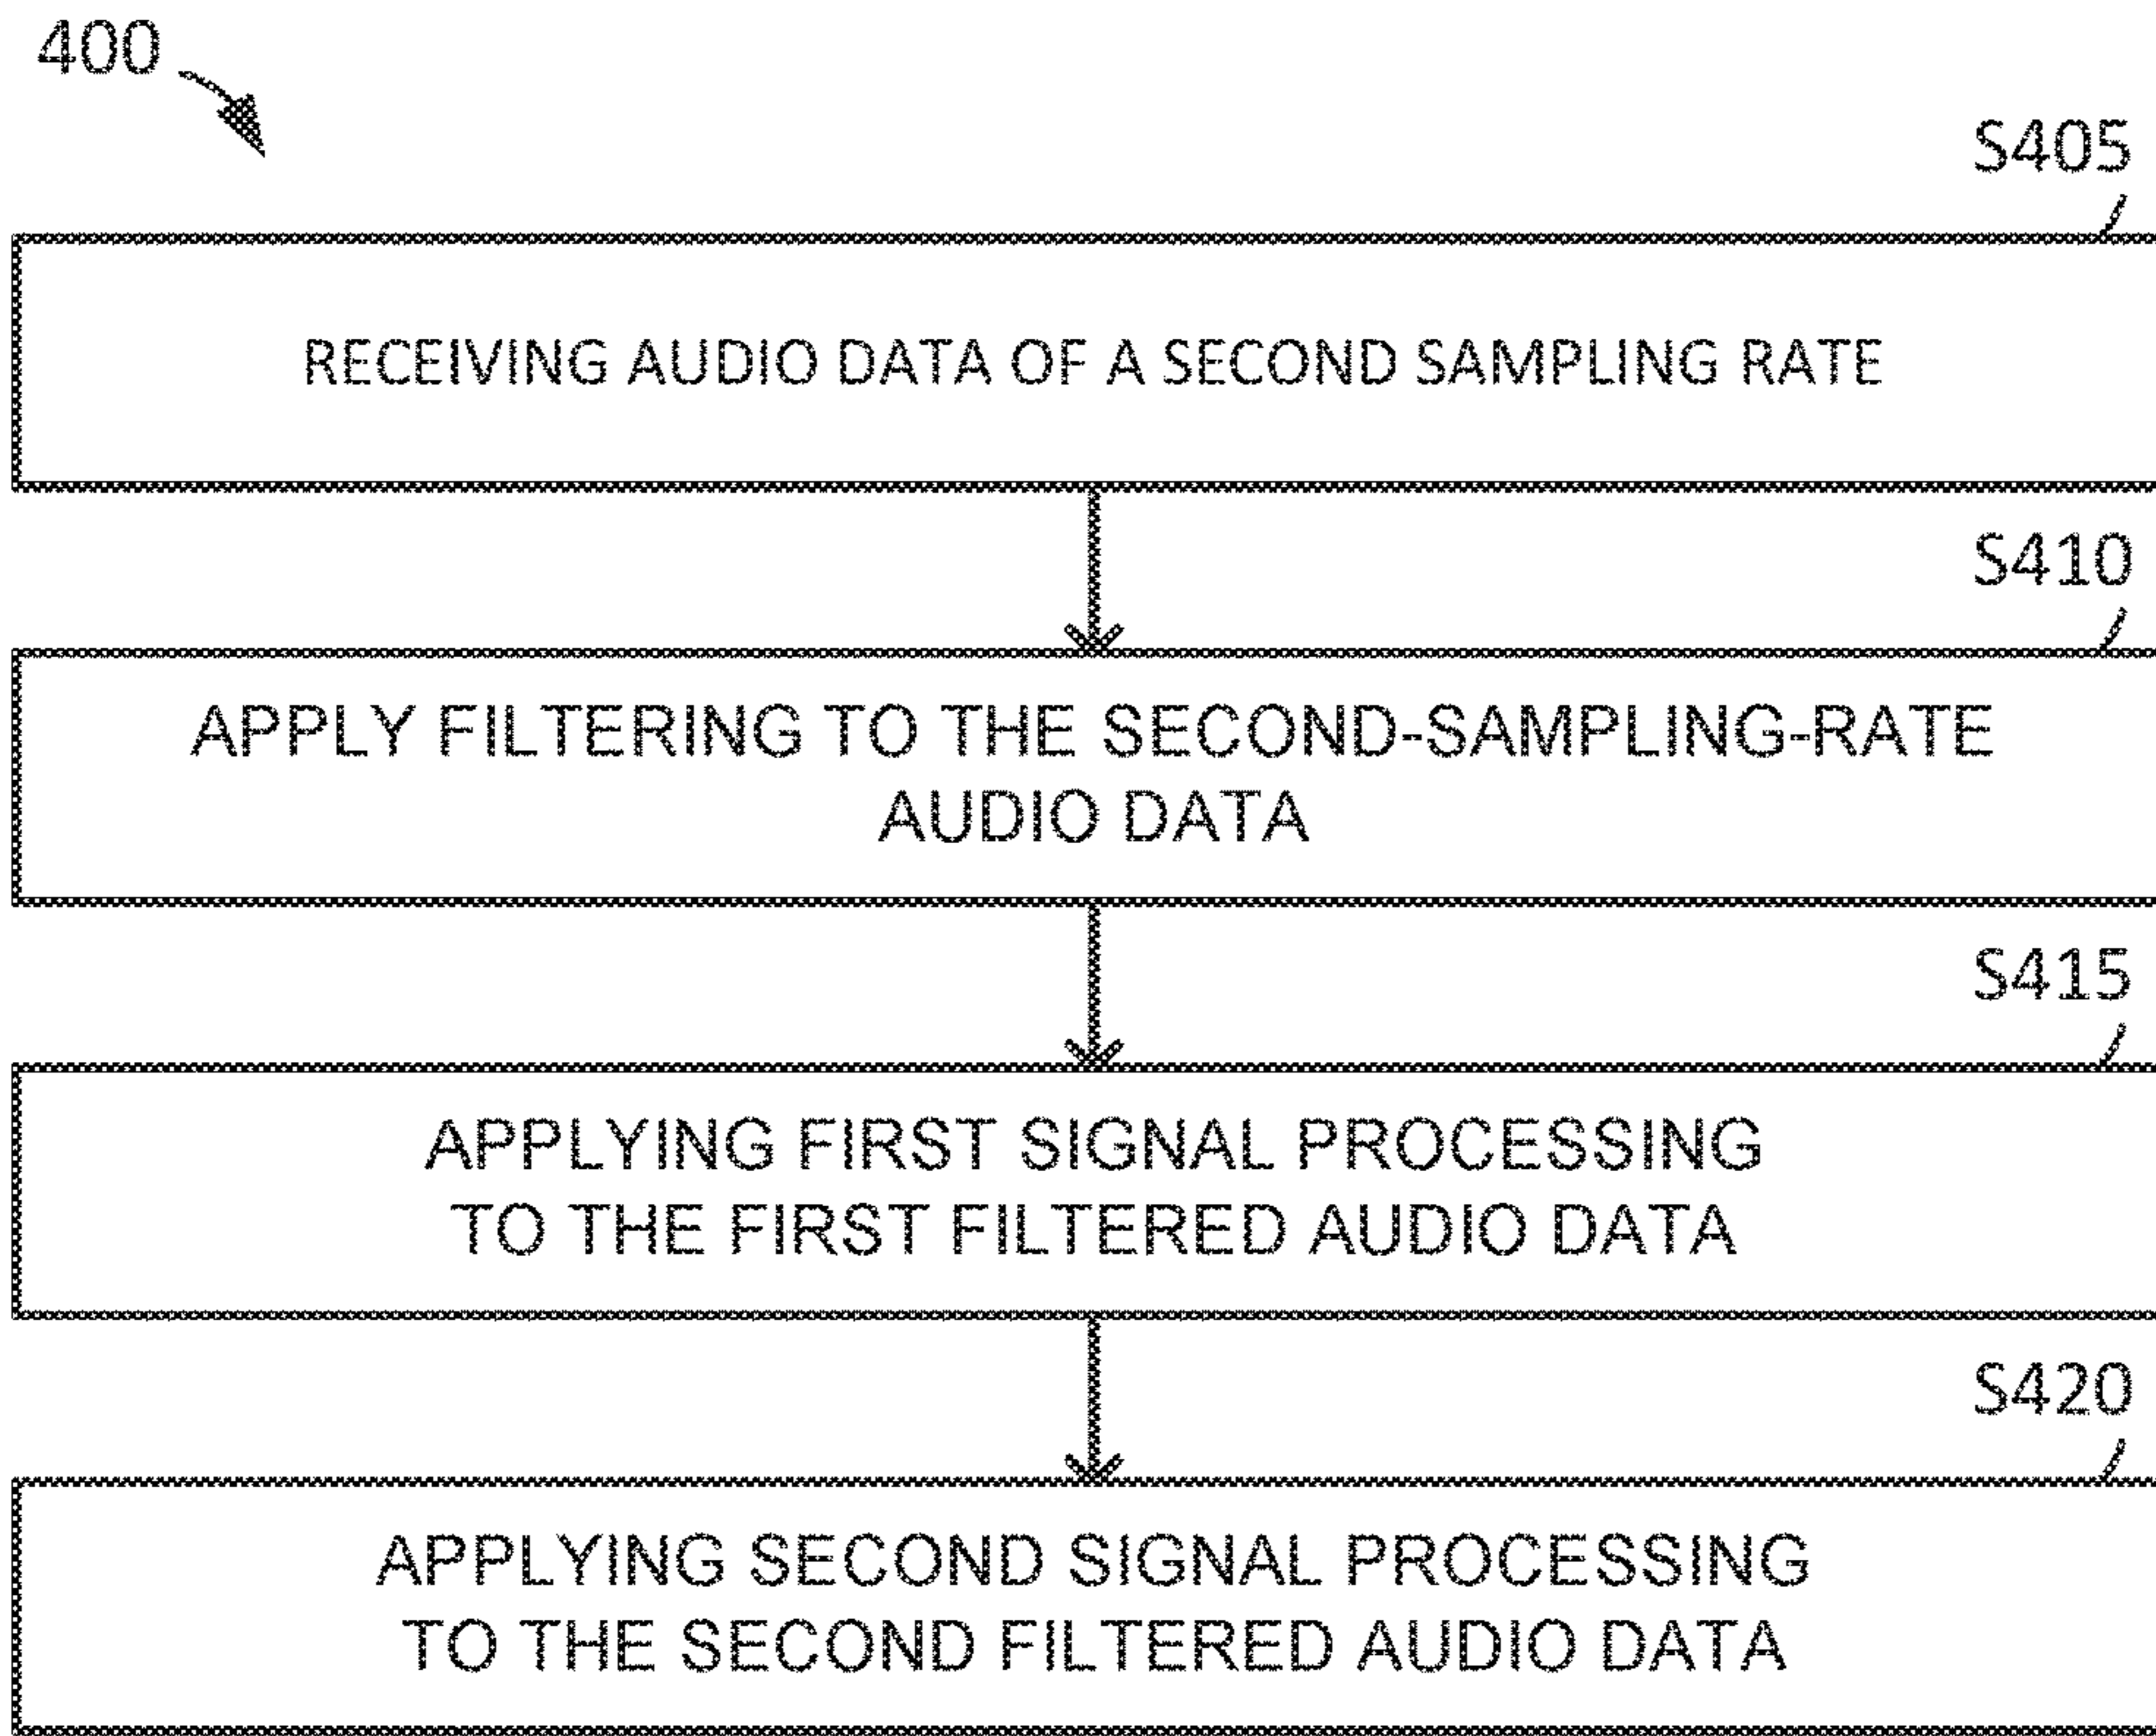 400
S405
RECEIVING AUDIO DATA OF A SECOND SAMPLING RATE
S410
APPLY FILTERING TO THE SECOND-SAMPLING-RATE
AUDIO DATA
S415
APPLYING FIRST SIGNAL PROCESSING
TO THE FIRST FILTERED AUDIO DATA
S420
APPLYING SECOND SIGNAL PROCESSING
TO THE SECOND FILTERED AUDIO DATA